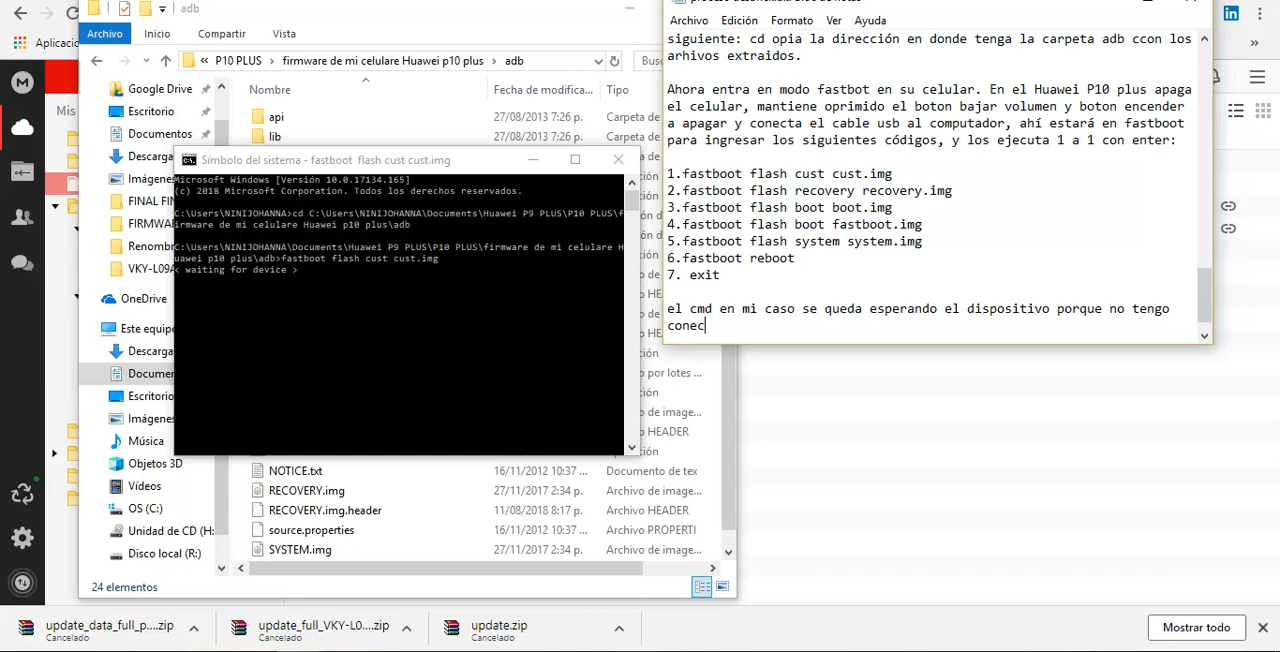 adb
Archivo Inicio Compartir Vista
P10 PLUS firmware de mi celulare Huawei p10 plus adb
Aplicacio
Mis
Google Drive
Escritorio
Documentos
Descarga
Imágenes
FINAL FIN
FIRMW
Renomb
VKY-L09A
OneDrive
Este equipo
Descarga
Docume
Escritorio
Imágenes
Música
Objetos 3D
Vídeos
OS (C:)
Unidad de CD (H:
Disco local (R:)
Nombre Fecha de modifica... Tipo
api 27/08/2013 7:26 p. Carpeta de
lib 27/08/2013 7:26 p. Carpeta de
Símbolo del sistema - fastboot flash cust cust.img
Microsoft Windows [Versión 10.0.17134.165]
(c) 2018 Microsoft Corporation. Todos los derechos reservados.
C:\Users\NINIJOHANNA>cd C:\Users\NINIJOHANNA\Documents\Huawei P9 PLUS\P10 PLUS\f
irmware de mi celulare Huawei p10 plus\adb
C:\Users\NINIJOHANNA\Documents\Huawei P9 PLUS\P10 PLUS\firmware de mi celulare H
uawei p10 plus\adb>fastboot flash cust cust.img
< waiting for device >
NOTICE.txt 16/11/2012 10:37 ... Documento de tex
RECOVERY.img 27/11/2017 2:34 p. Archivo de image...
RECOVERY.img.header 11/08/2018 8:17 p. Archivo HEADER
source.properties 16/11/2012 10:37 ... Archivo PROPERTI
SYSTEM.img 27/11/2017 2:34 p. Archivo de image...
24 elementos
Archivo Edición Formato Ver Ayuda
siguiente: cd opia la dirección en donde tenga la carpeta adb ccon los
arhivos extraidos.
Ahora entra en modo fastbot en su celular. En el Huawei P10 plus apaga
el celular, mantiene oprimido el boton bajar volumen y boton encender
a apagar y conecta el cable usb al computador, ahí estará en fastboot
para ingresar los siguientes códigos, y los ejecuta 1 a 1 con enter:
1.fastboot flash cust cust.img
2.fastboot flash recovery recovery.img
3.fastboot flash boot boot.img
4.fastboot flash boot fastboot.img
5.fastboot flash system system.img
6.fastboot reboot
7. exit
el cmd en mi caso se queda esperando el dispositivo porque no tengo
conec
update_data_full_p....zip
Cancelado
update_full_VKY-L0....zip
Cancelado
update.zip
Cancelado
Mostrar todo